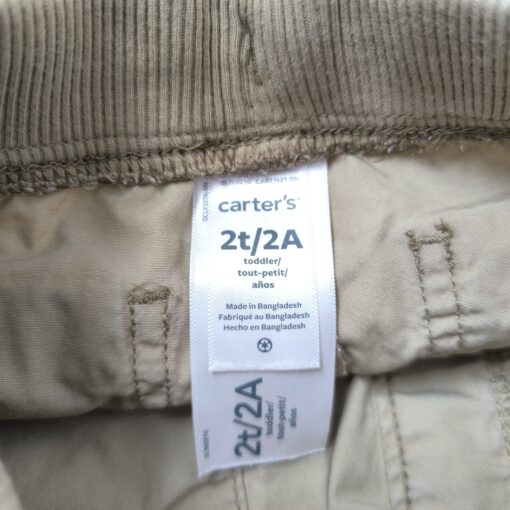 carter's
2t/2A
toddler/
tout-petit/
años
Made in Bangladesh
Fabriqué au Bangladesh
Hecho en Bangladesh
2t/2A
toddler/
tout-petit/
años